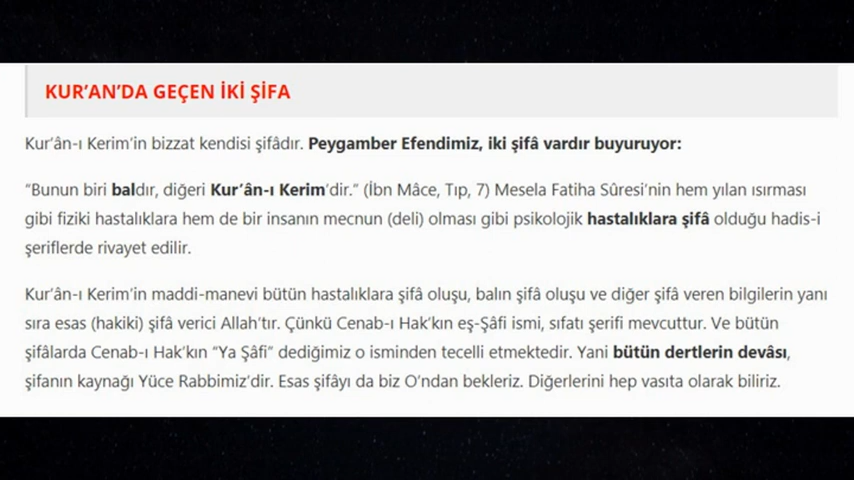 KUR’AN’DA GEÇEN İKİ ŞİFA
Kur’ân-ı Kerim’in bizzat kendisi şifâdır. Peygamber Efendimiz, iki şifâ vardır buyuruyor:
“Bunun biri baldır, diğeri Kur’ân-ı Kerim’dir.” (İbn Mâce, Tıp, 7) Mesela Fatiha Sûresi’nin hem yılan ısırması
gibi fiziki hastalıklara hem de bir insanın mecnun (deli) olması gibi psikolojik hastalıklara şifâ olduğu hadis-i
şeriflerde rivayet edilir.
Kur’ân-ı Kerim’in maddi-manevi bütün hastalıklara şifâ oluşu, balın şifâ oluşu ve diğer şifâ veren bilgilerin yanı
sıra esas (hakiki) şifâ verici Allah’tır. Çünkü Cenab-ı Hak’kın eş-Şâfi ismi, sıfatı şerifi mevcuttur. Ve bütün
şifâlarda Cenab-ı Hak’kın “Ya Şâfi” dediğimiz o isminden tecelli etmektedir. Yani bütün dertlerin devâsı,
şifanın kaynağı Yüce Rabbimiz’dir. Esas şifâyı da biz O’ndan bekleriz. Diğerlerini hep vasıta olarak biliriz.